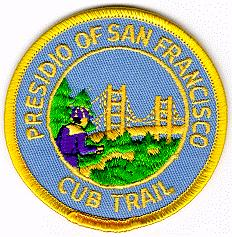 PRESIDIO OF SAN FRANCISCO
CUB TRAIL